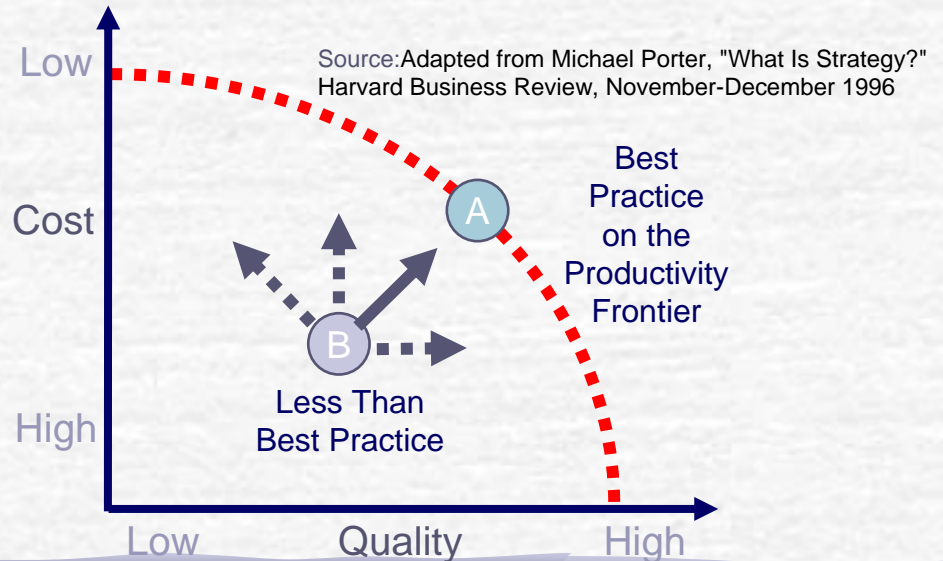 Low
Source:Adapted from Michael Porter, "What Is Strategy?"
Harvard Business Review, November-December 1996
Best
Practice
on the
Productivity
Frontier
Cost
A
B
Less Than
Best Practice
High
Low
Quality
High